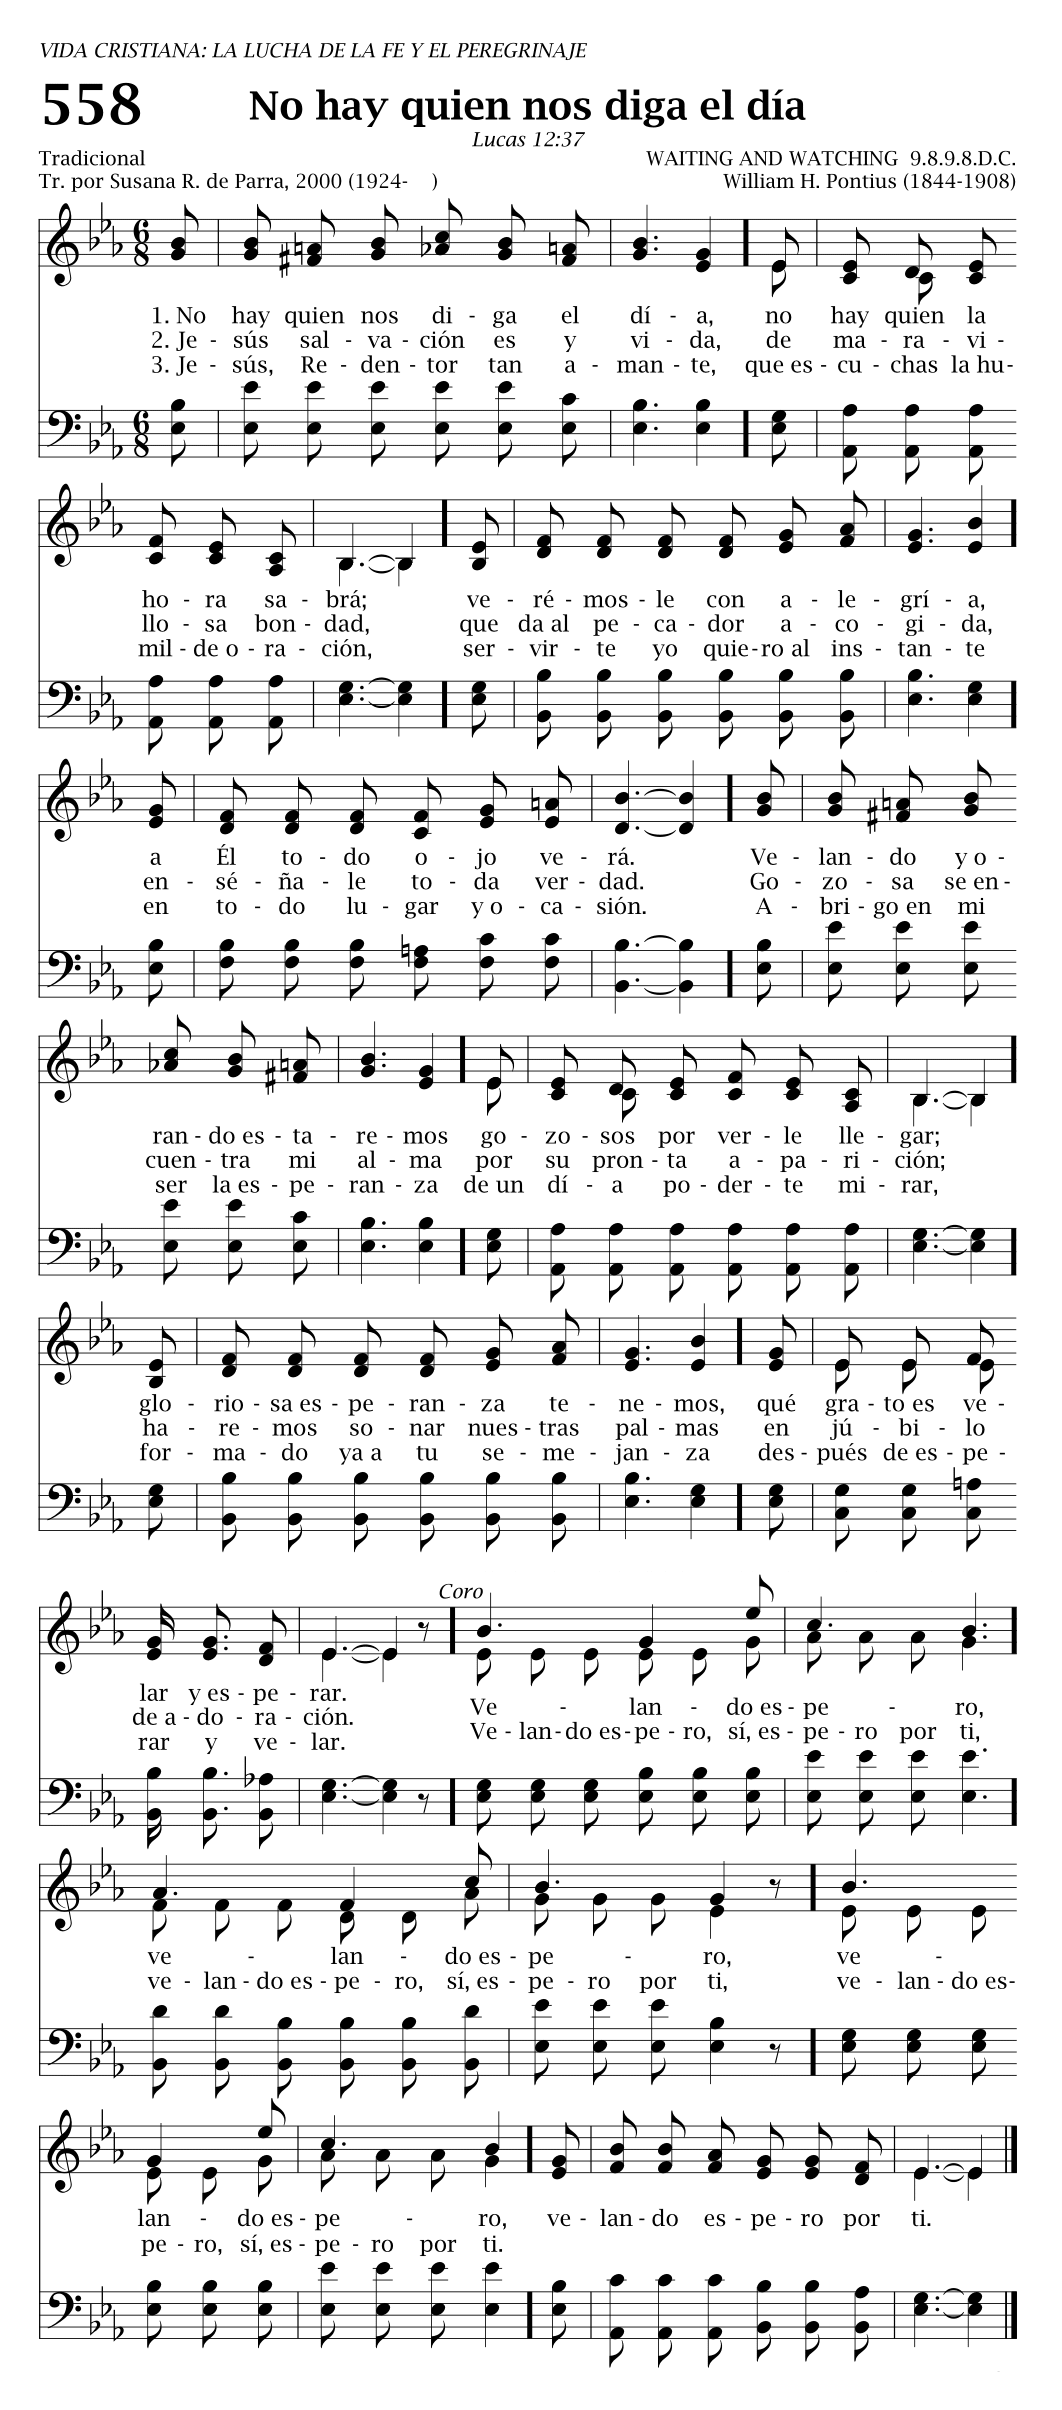 VIDA CRISTIANA: LA LUCHA DE LA FE Y EL PEREGRINAJE
558 No hay quien nos diga el día
Lucas 12:37
Tradicional WAITING AND WATCHING 9.8.9.8.D.C.
Tr. por Susana R. de Parra, 2000 (1924- ) William H. Pontius (1844-1908)
1. No hay quien nos di - ga el dí - a, no hay quien la
2. Je - sús sal - va - ción es y vi - da, de ma - ra - vi -
3. Je - sús, Re - den - tor tan a - man - te, que es - cu - chas la hu-
ho - ra sa - brá; ve - ré - mos - le con a - le - grí - a,
llo - sa bon - dad, que da al pe - ca - dor a - co - gi - da,
mil - de o - ra - ción, ser - vir - te yo quie-ro al ins - tan - te
a Él to - do o - jo ve - rá. Ve - lan - do y o -
en - sé - ña - le to - da ver - dad. Go - zo - sa se en -
en to - do lu - gar y o - ca - sión. A - bri - go en mi
ran - do es - ta - re - mos go - zo - sos por ver - le lle - gar;
cuen - tra mi al - ma por su pron - ta a - pa - ri - ción;
ser la es - pe - ran - za de un dí - a po - der - te mi - rar,
glo - rio - sa es - pe - ran - za te - ne - mos, qué gra - to es ve -
ha - re - mos so - nar nues - tras pal - mas en jú - bi - lo
for - ma - do ya a tu se - me - jan - za des - pués de es - pe -
Coro
lar y es - pe - rar.
de a - do - ra - ción.
rar y ve - lar.
Ve - lan - do es - pe - ro,
Ve - lan - do es - pe - ro, sí, es - pe - ro por ti,
ve - lan - do es - pe - ro, ve -
ve - lan - do es - pe - ro, sí, es - pe - ro por ti, ve - lan - do es-
lan - do es - pe - ro, ve - lan - do es - pe - ro por ti.
pe - ro, sí, es - pe - ro por ti.